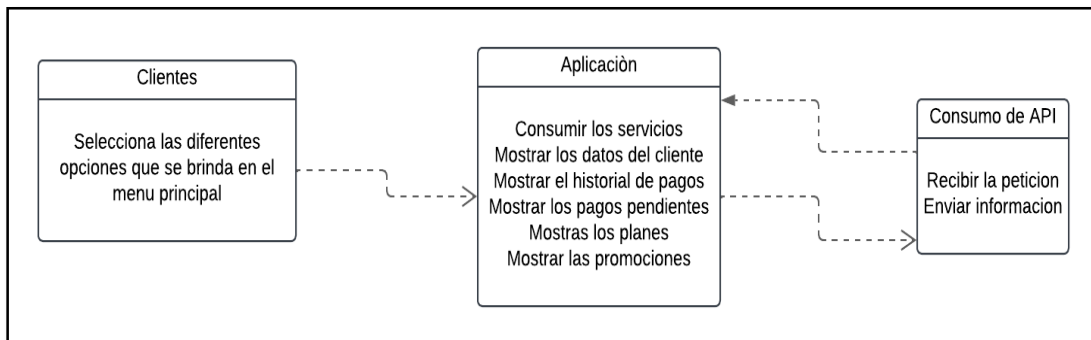 Clientes
Selecciona las diferentes
opciones que se brinda en el
menu principal
Aplicaciòn
Consumir los servicios
Mostrar los datos del cliente
Mostrar el historial de pagos
Mostrar los pagos pendientes
Mostras los planes
Mostrar las promociones
Consumo de API
Recibir la peticion
Enviar informacion